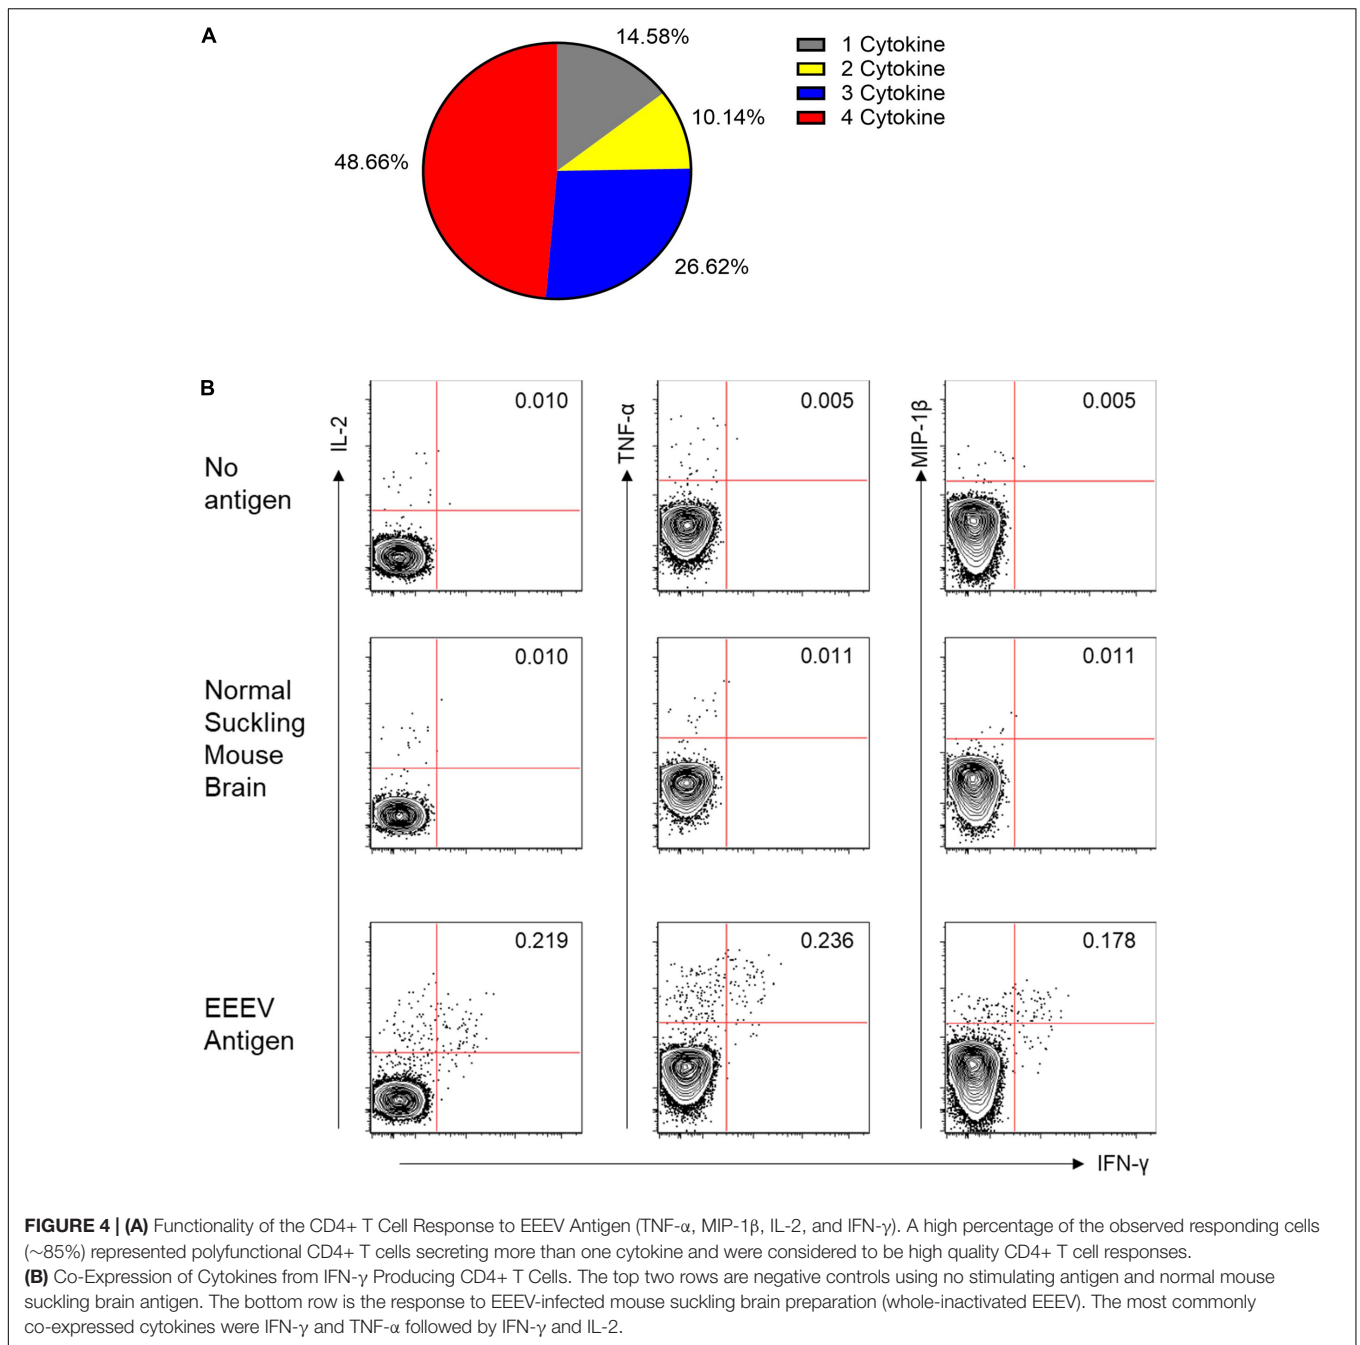 A
14.58%
10.14%
26.62%
48.66%
1 Cytokine
2 Cytokine
3 Cytokine
4 Cytokine
B
No
antigen
IL-2
0.010
TNF-α
0.005
MIP-1β
0.005
Normal
Suckling
Mouse
Brain
0.010
0.011
0.011
EEEV
Antigen
0.219
0.236
0.178
IFN-γ
FIGURE 4 | (A) Functionality of the CD4+ T Cell Response to EEEV Antigen (TNF-α, MIP-1β, IL-2, and IFN-γ). A high percentage of the observed responding cells
(∼85%) represented polyfunctional CD4+ T cells secreting more than one cytokine and were considered to be high quality CD4+ T cell responses.
(B) Co-Expression of Cytokines from IFN-γ Producing CD4+ T Cells. The top two rows are negative controls using no stimulating antigen and normal mouse
suckling brain antigen. The bottom row is the response to EEEV-infected mouse suckling brain preparation (whole-inactivated EEEV). The most commonly
co-expressed cytokines were IFN-γ and TNF-α followed by IFN-γ and IL-2.